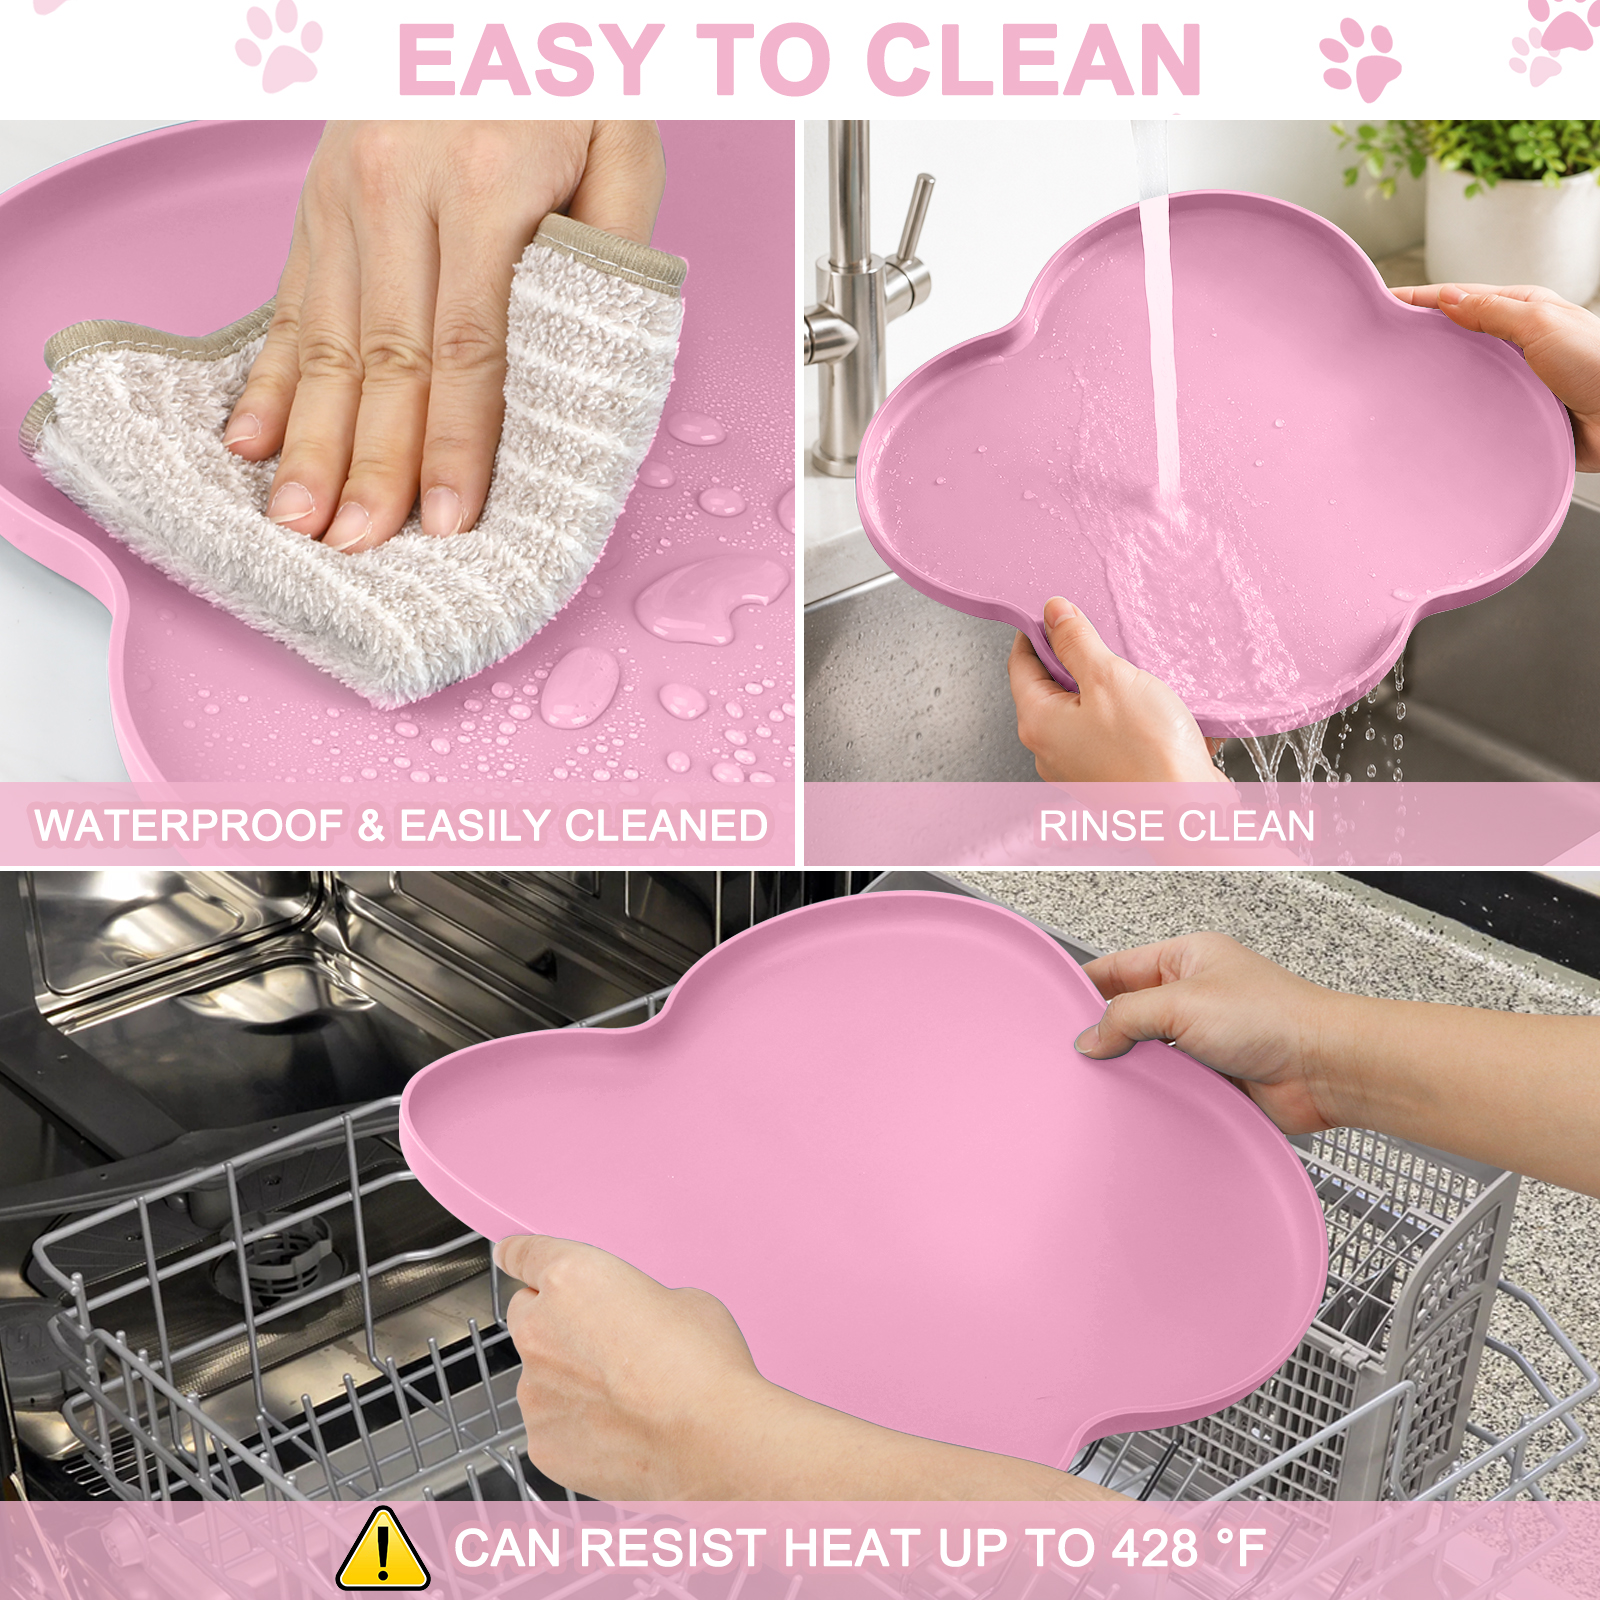 EASY TO CLEAN
WATERPROOF & EASILY CLEANED
RINSE CLEAN
CAN RESIST HEAT UP TO 428 °F